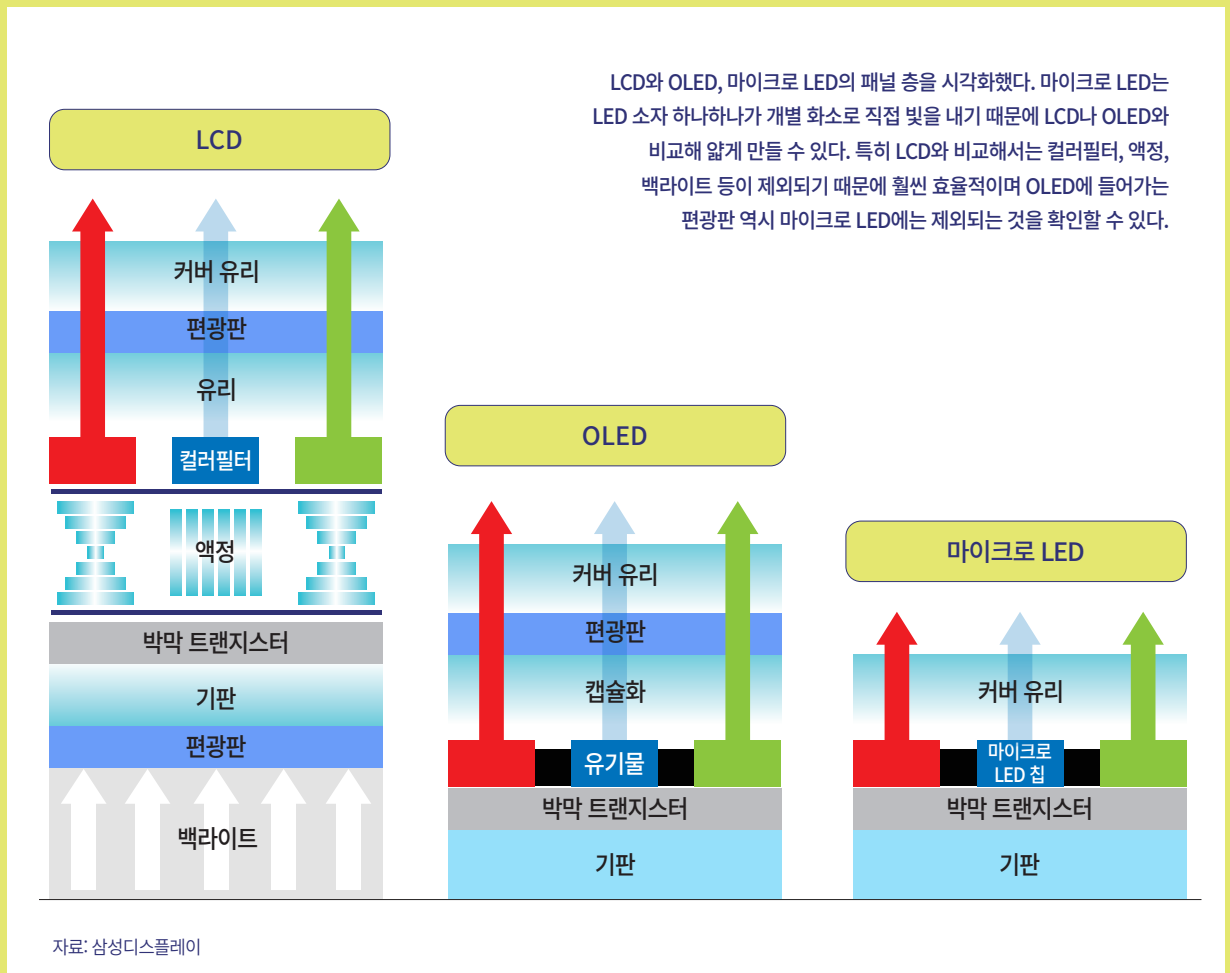 LCD와 OLED, 마이크로 LED의 패널 층을 시각화했다. 마이크로 LED는
LED 소자 하나하나가 개별 화소로 직접 빛을 내기 때문에 LCD나 OLED와
비교해 얇게 만들 수 있다. 특히 LCD와 비교해서는 컬러필터, 액정,
백라이트 등이 제외되기 때문에 훨씬 효율적이며 OLED에 들어가는
편광판 역시 마이크로 LED에는 제외되는 것을 확인할 수 있다.
LCD
커버 유리
편광판
유리
컬러필터
액정
박막 트랜지스터
기판
편광판
백라이트
OLED
커버 유리
편광판
캡슐화
유기물
박막 트랜지스터
기판
마이크로 LED
커버 유리
마이크로
LED 칩
박막 트랜지스터
기판
자료: 삼성디스플레이